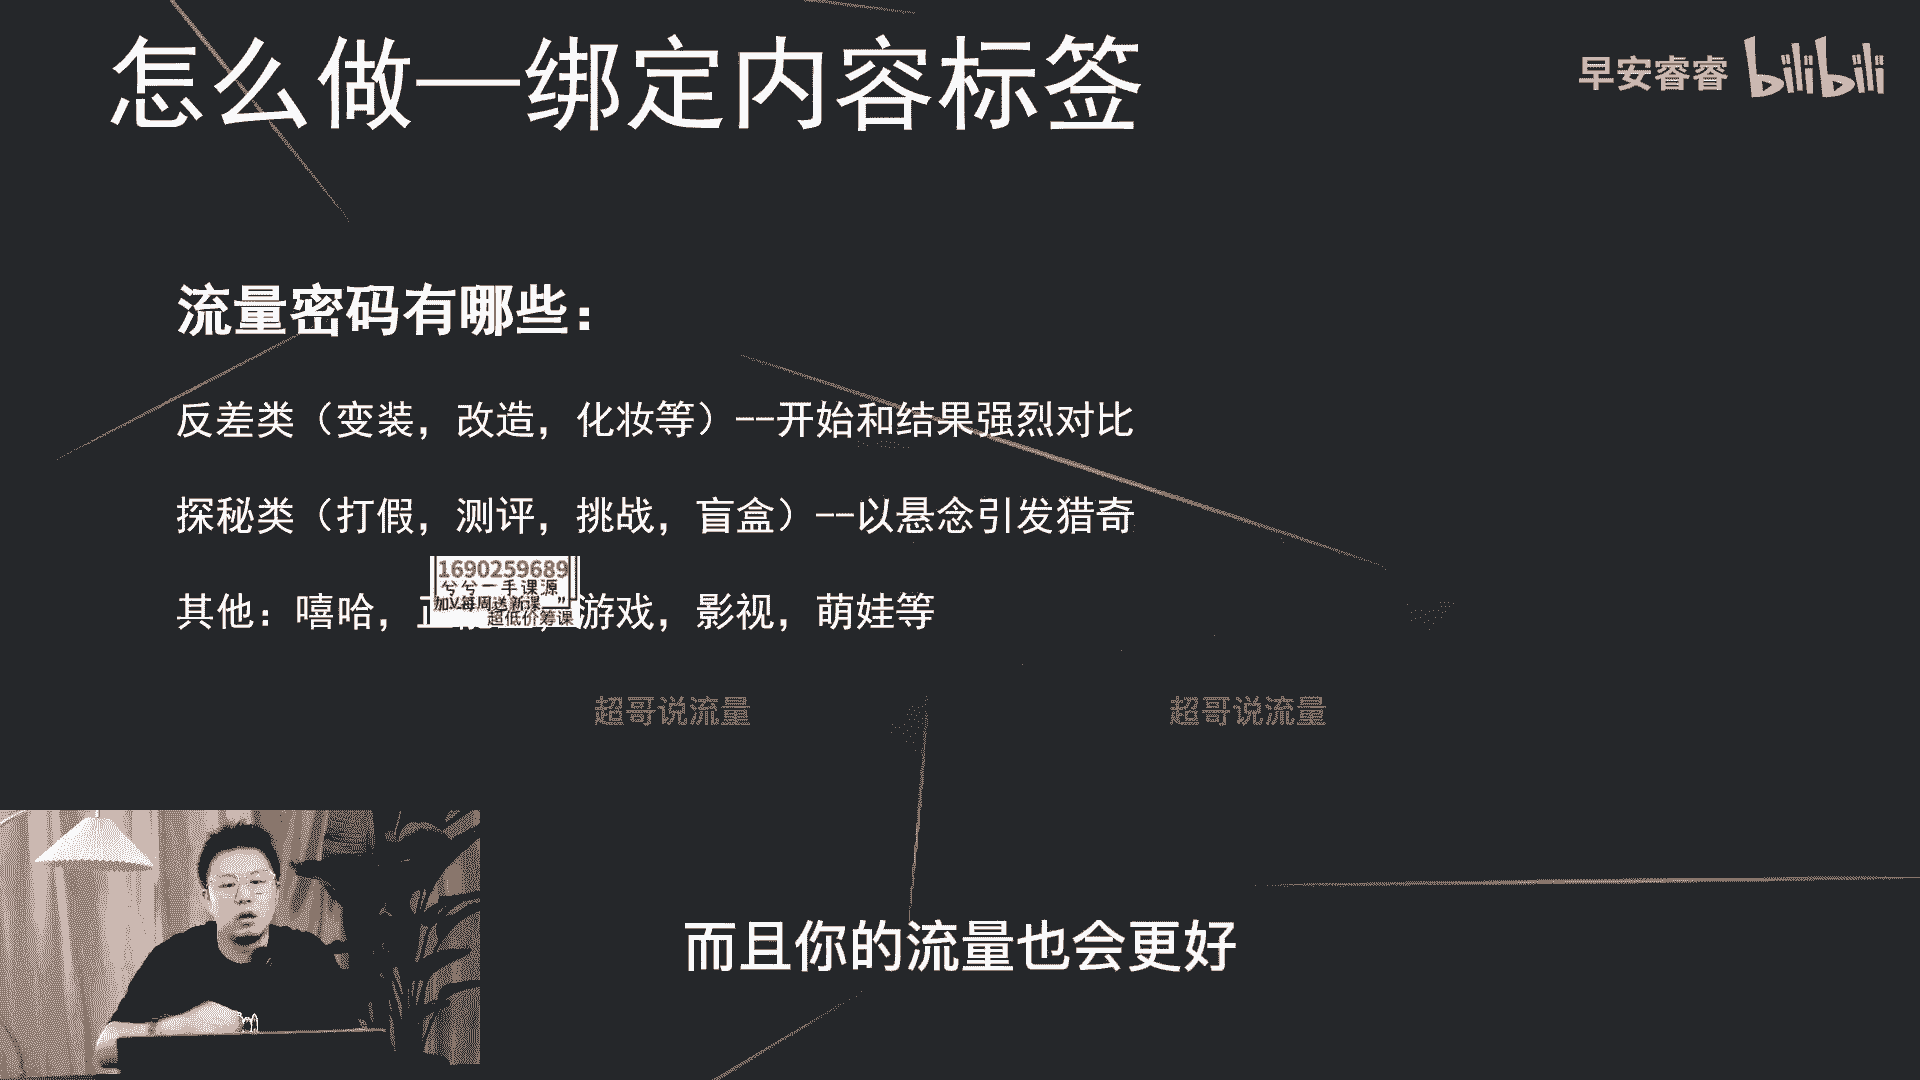 怎么做—绑定内容标签
早安睿睿 bilibili
流量密码有哪些：
反差类（变装，改造，化妆等）--开始和结果强烈对比
探秘类（打假，测评，挑战，盲盒）--以悬念引发猎奇
1690259689
兮兮一手课源
加V每周送新课
超低价筹课
其他：嘻哈， 游戏，影视，萌娃等
超哥说流量 超哥说流量
而且你的流量也会更好